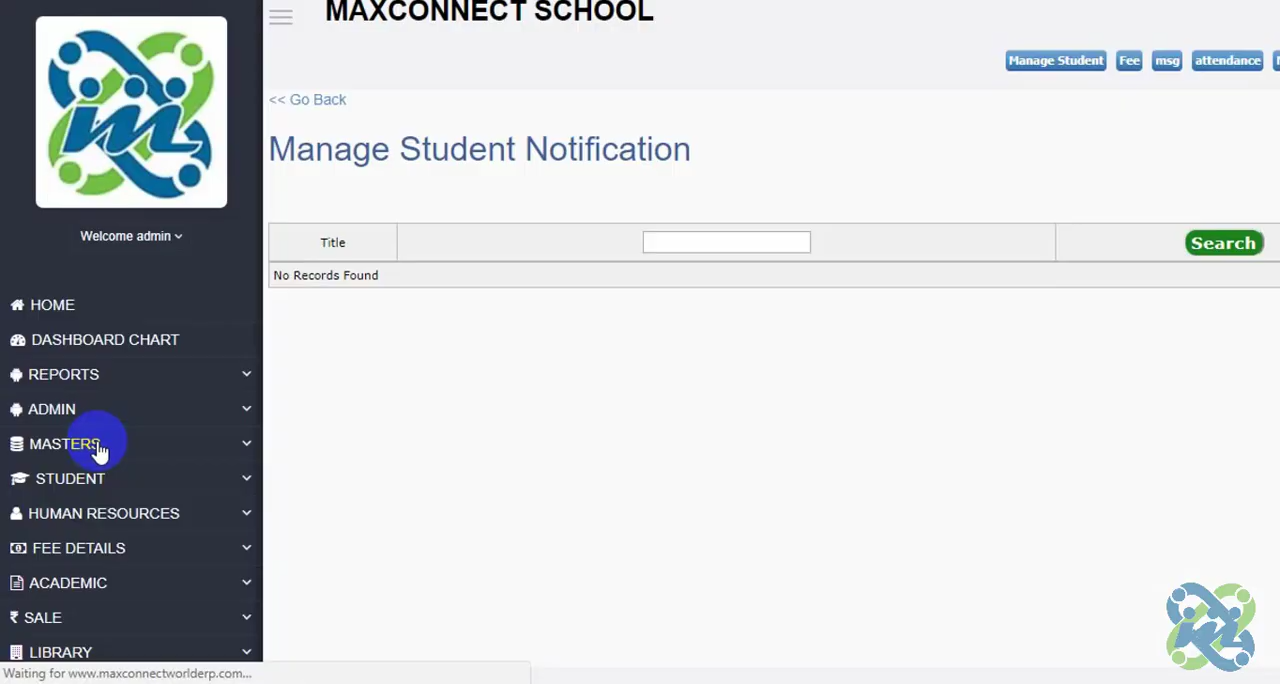 MAXCONNECT SCHOOL
Manage Student Fee msg attendance
<< Go Back
Manage Student Notification
Title Search
No Records Found
Welcome admin
HOME
DASHBOARD CHART
REPORTS
ADMIN
MASTERS
STUDENT
HUMAN RESOURCES
FEE DETAILS
ACADEMIC
SALE
LIBRARY
Waiting for www.maxconnectworlderp.com...